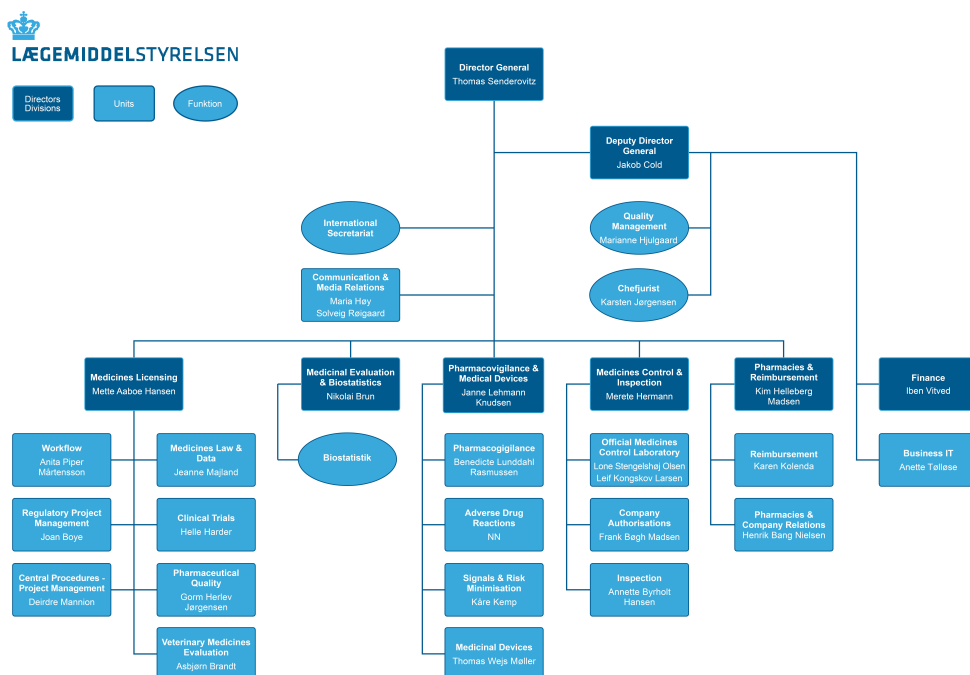 LÆGEMIDDELSTYRELSEN
Directors
Divisions
Units
Funktion
Director General
Thomas Senderovitz
Deputy Director
General
Jakob Cold
International
Secretariat
Quality
Management
Marianne Hjulgaard
Communication &
Media Relations
Maria Høy
Solveig Røigaard
Chefjurist
Karsten Jørgensen
Medicines Licensing
Mette Aaboe Hansen
Medicinal Evaluation
& Biostatistics
Nikolai Brun
Pharmacovigilance &
Medical Devices
Janne Lehmann
Knudsen
Medicines Control &
Inspection
Merete Hermann
Pharmacies &
Reimbursement
Kim Helleberg
Madsen
Finance
Iben Vitved
Workflow
Anita Piper
Mårtensson
Medicines Law &
Data
Jeanne Majland
Biostatistik
Pharmacogigilance
Benedicte Lunddahl
Rasmussen
Official Medicines
Control Laboratory
Lone Stengelshøj Olsen
Leif Kongskov Larsen
Reimbursement
Karen Kolenda
Business IT
Anette Tølløse
Regulatory Project
Management
Joan Boye
Clinical Trials
Helle Harder
Adverse Drug
Reactions
NN
Company
Authorisations
Frank Bøgh Madsen
Pharmacies &
Company Relations
Henrik Bang Nielsen
Central Procedures -
Project Management
Deirdre Mannion
Pharmaceutical
Quality
Gorm Herlev
Jørgensen
Signals & Risk
Minimisation
Kåre Kemp
Inspection
Annette Byrholt
Hansen
Veterinary Medicines
Evaluation
Asbjørn Brandt
Medicinal Devices
Thomas Wejs Møller